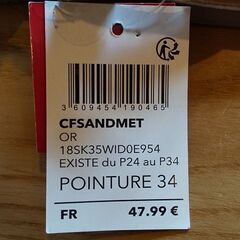 3 609454 190465
CFSANDMET
OR
18SK35WID0E954
EXISTE du P24 au P34
POINTURE 34
FR 47.99 €